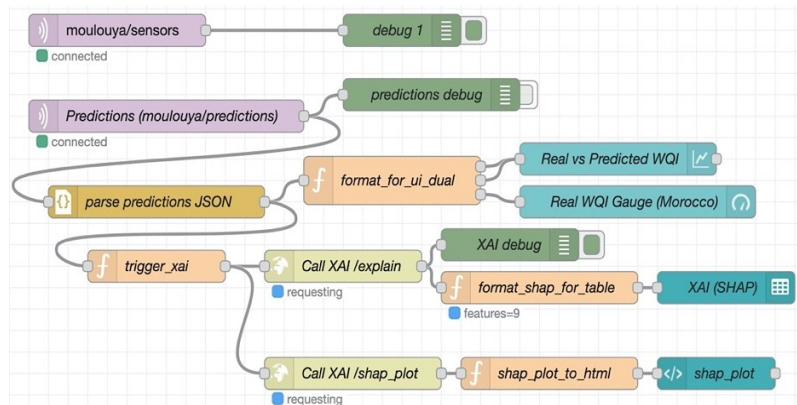 moulouya/sensors
debug 1
connected
predictions debug
Predictions (moulouya/predictions)
connected
Real vs Predicted WQI
format_for_ui_dual
parse predictions JSON
Real WQI Gauge (Morocco)
XAI debug
trigger_xai
Call XAI /explain
requesting
format_shap_for_table
XAI (SHAP)
features=9
Call XAI /shap_plot
shap_plot_to_html
shap_plot
requesting